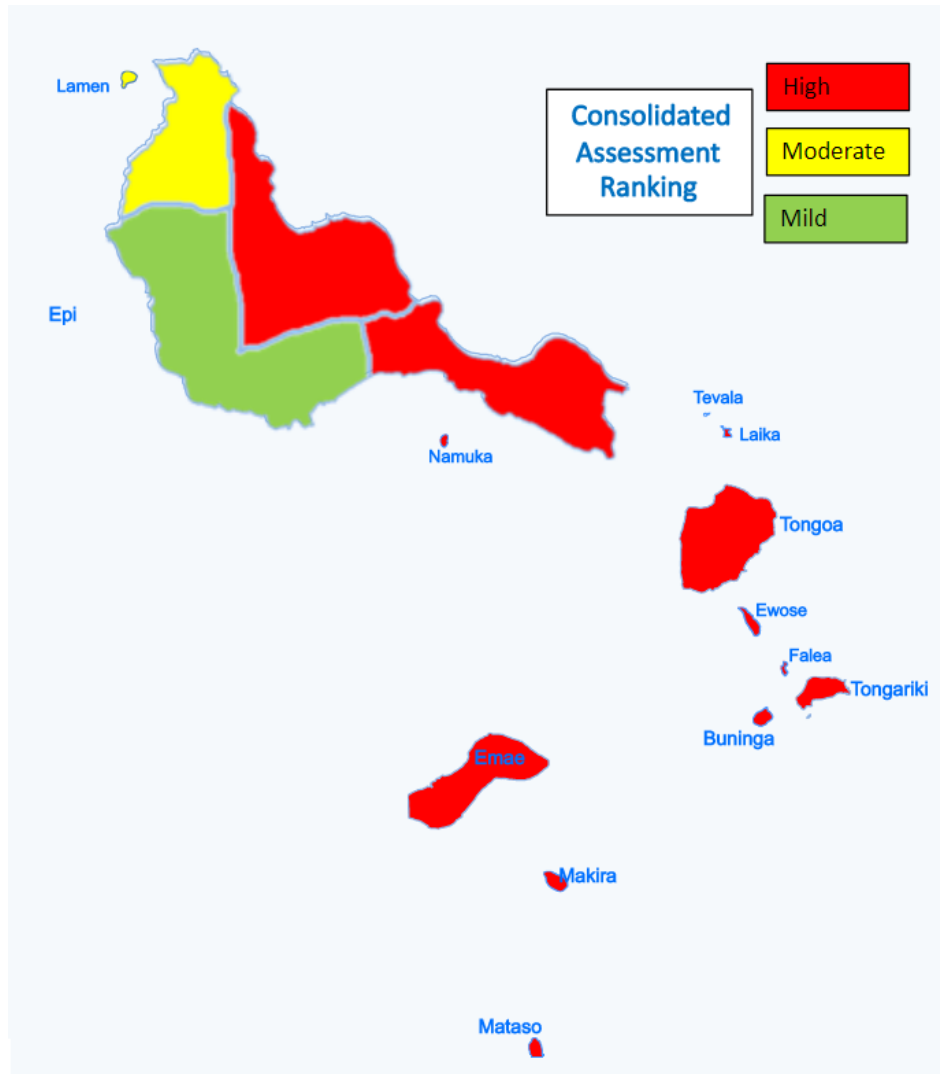 Lamen
Consolidated
Assessment
Ranking
High
Moderate
Mild
Epi
Tevala
Laika
Namuka
Tongoa
Ewose
Falea
Tongariki
Buninga
Emae
Makira
Mataso